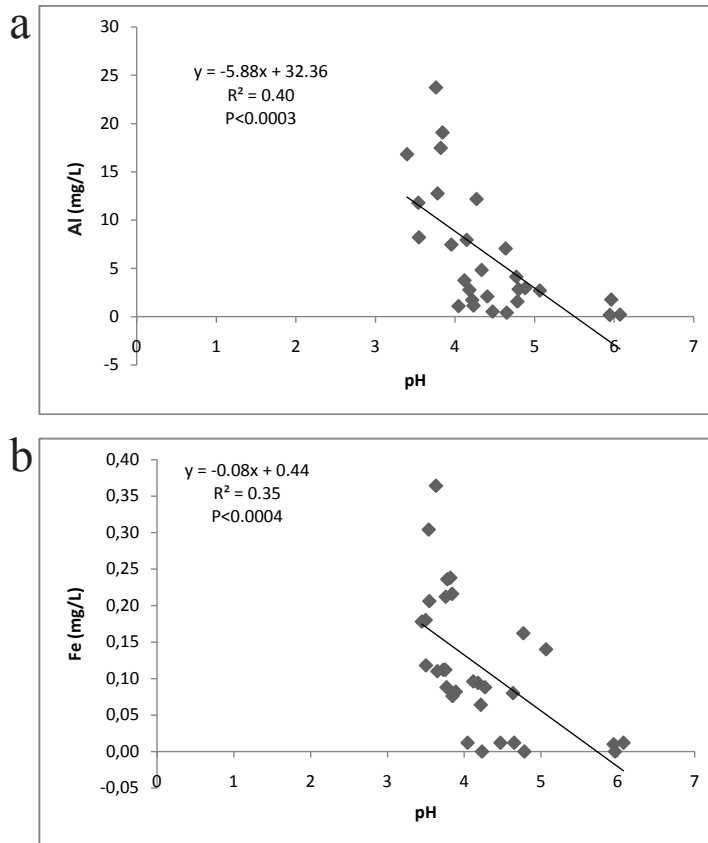 a
30
25
20
15
10
5
0
-5
Al (mg/L)
y = -5.88x + 32.36
R² = 0.40
P<0.0003
0 1 2 3 4 5 6 7
pH
b
0,40
0,35
0,30
0,25
0,20
0,15
0,10
0,05
0,00
-0,05
Fe (mg/L)
y = -0.08x + 0.44
R² = 0.35
P<0.0004
0 1 2 3 4 5 6 7
pH